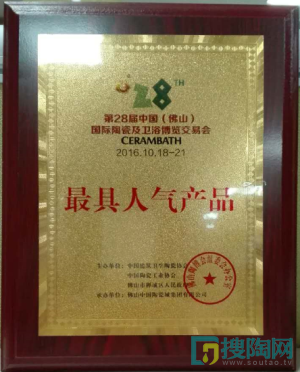 28TH
第28届中国（佛山）
国际陶瓷及卫浴博览交易会
CERAMBATH
2016.10.18-21
最具人气产品
主办单位：中国建筑卫生陶瓷协会
中国陶瓷工业协会
佛山市禅城区人民政府
承办单位：佛山中国陶瓷城集团有限公司
搜陶网
www.soutao.tv